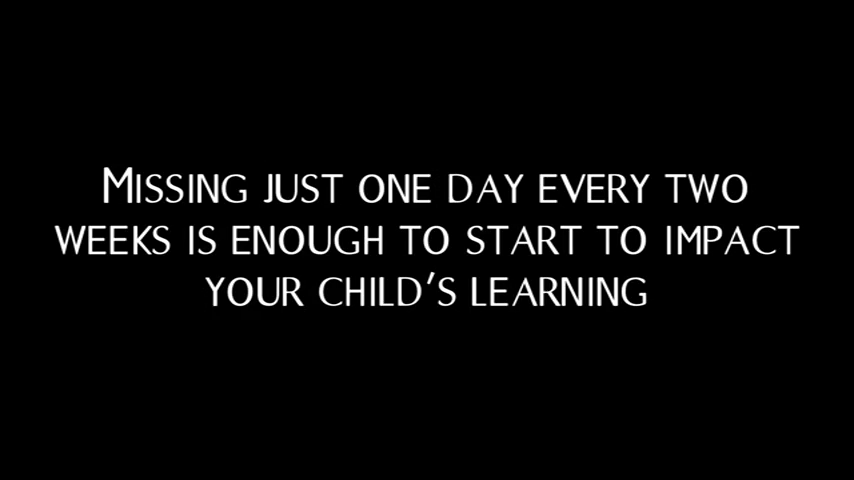 Missing just one day every two
weeks is enough to start to impact
your child's learning